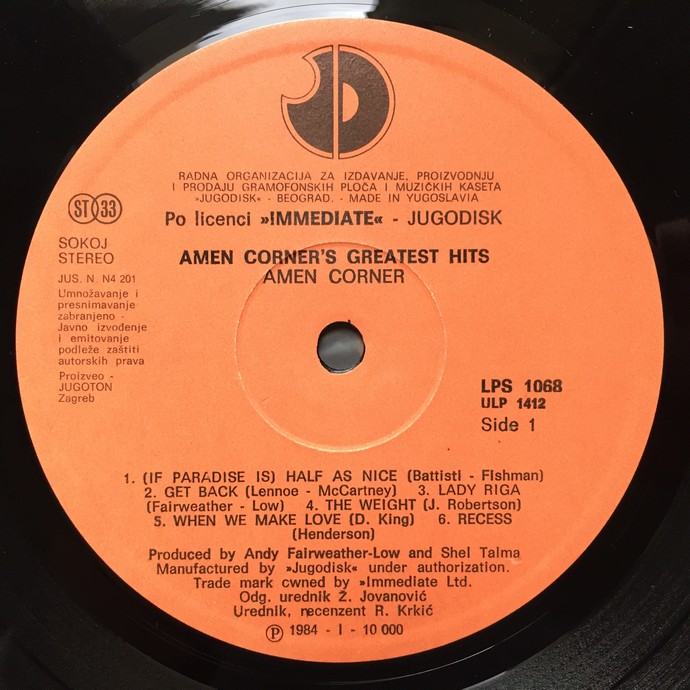 RADNA ORGANIZACIJA ZA IZDAVANJE, PROIZVODNJU
I PRODAJU GRAMOFONSKIH PLOČA I MUZIČKIH KASETA
»JUGODISK« - BEOGRAD. - MADE IN YUGOSLAVIA
Po licenci »IMMEDIATE« - JUGODISK
ST 33
SOKOJ
STEREO
JUS. N. N4 201
Umnožavanje i
presnimavanje
zabranjeno -
Javno izvođenje
i emitovanje
podleže zaštiti
autorskih prava
Proizveo -
JUGOTON
Zagreb
AMEN CORNER'S GREATEST HITS
AMEN CORNER
LPS 1068
ULP 1412
Side 1
1. (IF PARADISE IS) HALF AS NICE (Battisti - Fishman)
2. GET BACK (Lennoe - McCartney) 3. LADY RIGA
(Fairweather - Low) 4. THE WEIGHT (J. Robertson)
5. WHEN WE MAKE LOVE (D. King) 6. RECESS
(Henderson)
Produced by Andy Fairweather-Low and Shel Talma
Manufactured by »Jugodisk« under authorization.
Trade mark cwned by »Immediate Ltd.
Odg. urednik Ž. Jovanović
Urednik, recenzent R. Krkić
Ⓟ 1984 - I - 10 000